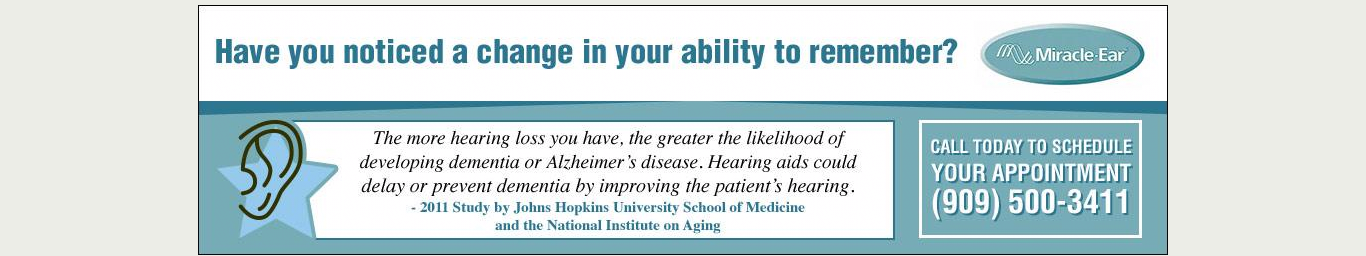 Have you noticed a change in your ability to remember?
Miracle-Ear
The more hearing loss you have, the greater the likelihood of
developing dementia or Alzheimer's disease. Hearing aids could
delay or prevent dementia by improving the patient's hearing.
- 2011 Study by Johns Hopkins University School of Medicine
and the National Institute on Aging
CALL TODAY TO SCHEDULE
YOUR APPOINTMENT
(909) 500-3411